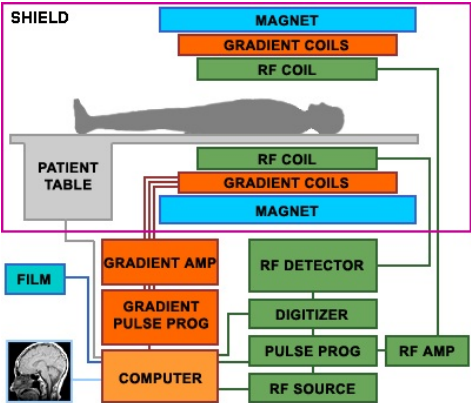 SHIELD
MAGNET
GRADIENT COILS
RF COIL
PATIENT
TABLE
RF COIL
GRADIENT COILS
MAGNET
GRADIENT AMP
RF DETECTOR
FILM
GRADIENT
PULSE PROG
DIGITIZER
PULSE PROG
RF AMP
COMPUTER
RF SOURCE